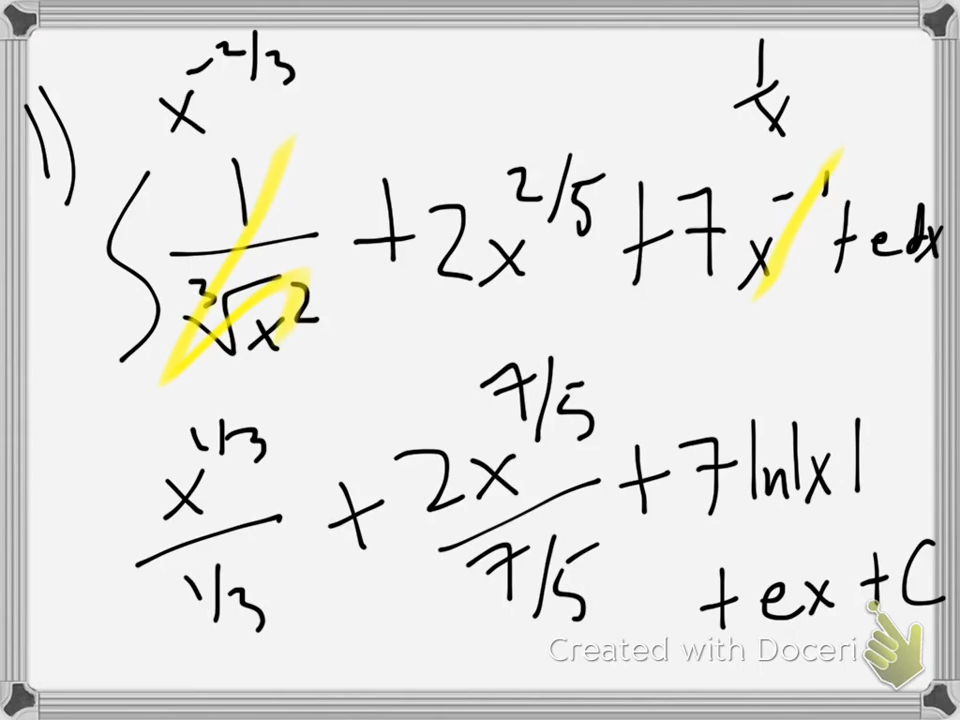 x^-2/3 1/x
1) ∫ 1/∛x² + 2x^2/5 + 7x^-1 + e dx
x^1/3 / 1/3 + 2x^7/5 / 7/5 + 7 ln|x|
+ ex + C
Created with Doceri